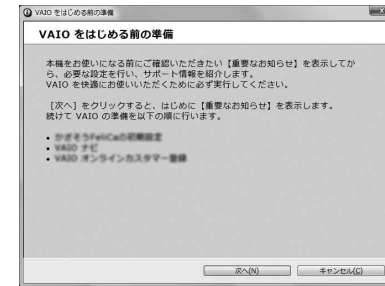 VAIO をはじめる前の準備
VAIO をはじめる前の準備
本機をお使いになる前にご確認いただきたい【重要なお知らせ】を表示してか
ら、必要な設定を行い、サポート情報を紹介します。
VAIO を快適にお使いいただくために必ず実行してください。
[次へ] をクリックすると、はじめに【重要なお知らせ】を表示します。
続けて VAIO の準備を以下の順に行います。
• かざそうFeliCaの初期設定
• VAIO ナビ
• VAIO オンラインカスタマー登録
次へ(N)
キャンセル(C)